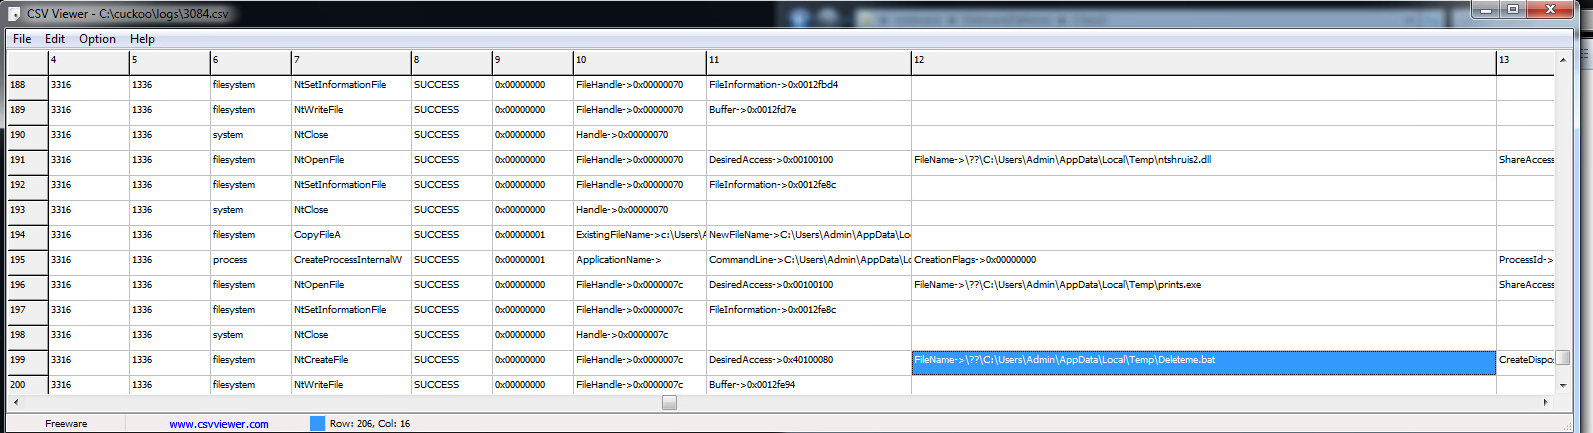 CSV Viewer - C:\cuckoo\logs\3084.csv
File Edit Option Help
4 5 6 7 8 9 10 11 12 13
188 3316 1336 filesystem NtSetInformationFile SUCCESS 0x00000000 FileHandle->0x00000070 FileInformation->0x0012fbd4
189 3316 1336 filesystem NtWriteFile SUCCESS 0x00000000 FileHandle->0x00000070 Buffer->0x0012fd7e
190 3316 1336 system NtClose SUCCESS 0x00000000 Handle->0x00000070
191 3316 1336 filesystem NtOpenFile SUCCESS 0x00000000 FileHandle->0x00000070 DesiredAccess->0x00100100 FileName->\??\C:\Users\Admin\AppData\Local\Temp\ntshruis2.dll ShareAccess
192 3316 1336 filesystem NtSetInformationFile SUCCESS 0x00000000 FileHandle->0x00000070 FileInformation->0x0012fe8c
193 3316 1336 system NtClose SUCCESS 0x00000000 Handle->0x00000070
194 3316 1336 filesystem CopyFileA SUCCESS 0x00000001 ExistingFileName->c:\Users\A NewFileName->C:\Users\Admin\AppData\Lo
195 3316 1336 process CreateProcessInternalW SUCCESS 0x00000001 ApplicationName-> CommandLine->C:\Users\Admin\AppData\Lo CreationFlags->0x00000000 ProcessId->
196 3316 1336 filesystem NtOpenFile SUCCESS 0x00000000 FileHandle->0x0000007c DesiredAccess->0x00100100 FileName->\??\C:\Users\Admin\AppData\Local\Temp\prints.exe ShareAccess
197 3316 1336 filesystem NtSetInformationFile SUCCESS 0x00000000 FileHandle->0x0000007c FileInformation->0x0012fe8c
198 3316 1336 system NtClose SUCCESS 0x00000000 Handle->0x0000007c
199 3316 1336 filesystem NtCreateFile SUCCESS 0x00000000 FileHandle->0x0000007c DesiredAccess->0x40100080 FileName->\??\C:\Users\Admin\AppData\Local\Temp\Deleteme.bat CreateDispos
200 3316 1336 filesystem NtWriteFile SUCCESS 0x00000000 FileHandle->0x0000007c Buffer->0x0012fe94
Freeware www.csvviewer.com Row: 206, Col: 16